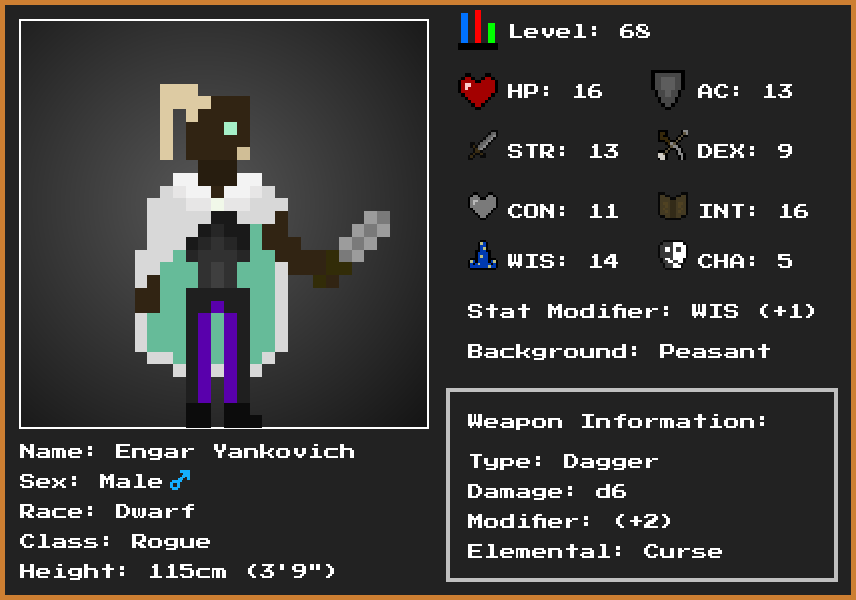 Level: 68
HP: 16
AC: 13
STR: 13
DEX: 9
CON: 11
INT: 16
WIS: 14
CHA: 5
Stat Modifier: WIS (+1)
Background: Peasant
Weapon Information:
Type: Dagger
Damage: d6
Modifier: (+2)
Elemental: Curse
Name: Engar Yankovich
Sex: Male ♂
Race: Dwarf
Class: Rogue
Height: 115cm (3'9")